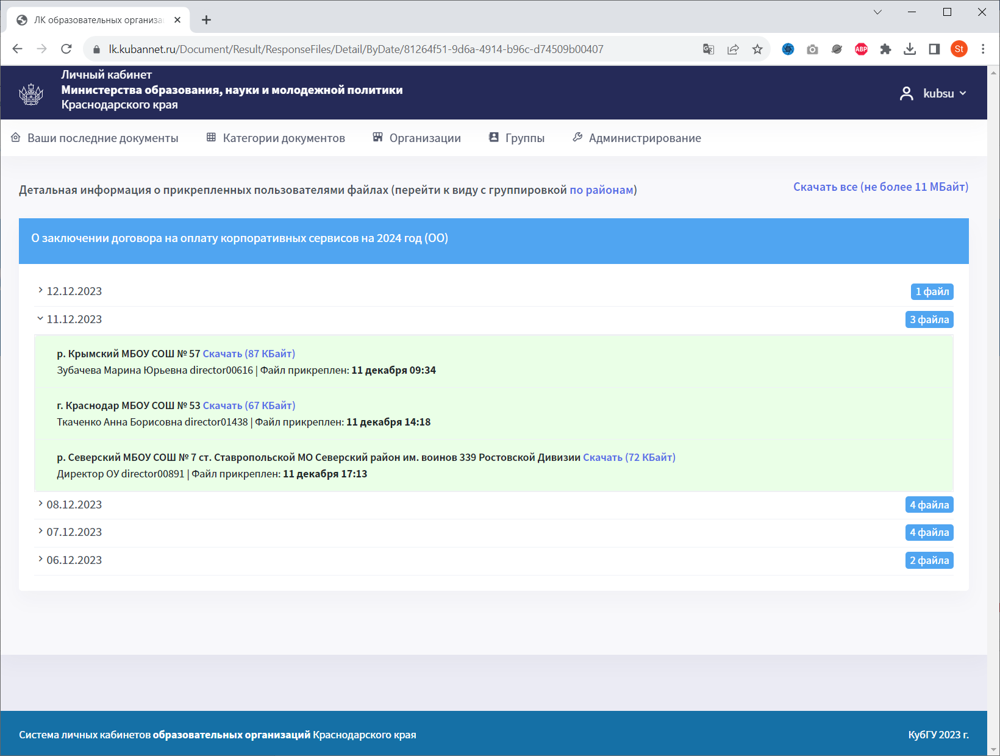 ЛК образовательных организа
lk.kubannet.ru/Document/Result/ResponseFiles/Detail/ByDate/81264f51-9d6a-4914-b96c-d74509b00407
ABP
St
Личный кабинет
Министерства образования, науки и молодежной политики
Краснодарского края
kubsu
Ваши последние документы
Категории документов
Организации
Группы
Администрирование
Детальная информация о прикрепленных пользователями файлах (перейти к виду с группировкой по районам)
Скачать все (не более 11 МБайт)
О заключении договора на оплату корпоративных сервисов на 2024 год (ОО)
12.12.2023
1 файл
11.12.2023
3 файла
р. Крымский МБОУ СОШ № 57 Скачать (87 КБайт)
Зубачева Марина Юрьевна director00616 | Файл прикреплен: 11 декабря 09:34
г. Краснодар МБОУ СОШ № 53 Скачать (67 КБайт)
Ткаченко Анна Борисовна director01438 | Файл прикреплен: 11 декабря 14:18
р. Северский МБОУ СОШ № 7 ст. Ставропольской МО Северский район им. воинов 339 Ростовской Дивизии Скачать (72 КБайт)
Директор ОУ director00891 | Файл прикреплен: 11 декабря 17:13
08.12.2023
4 файла
07.12.2023
4 файла
06.12.2023
2 файла
Система личных кабинетов образовательных организаций Краснодарского края
КубГУ 2023 г.